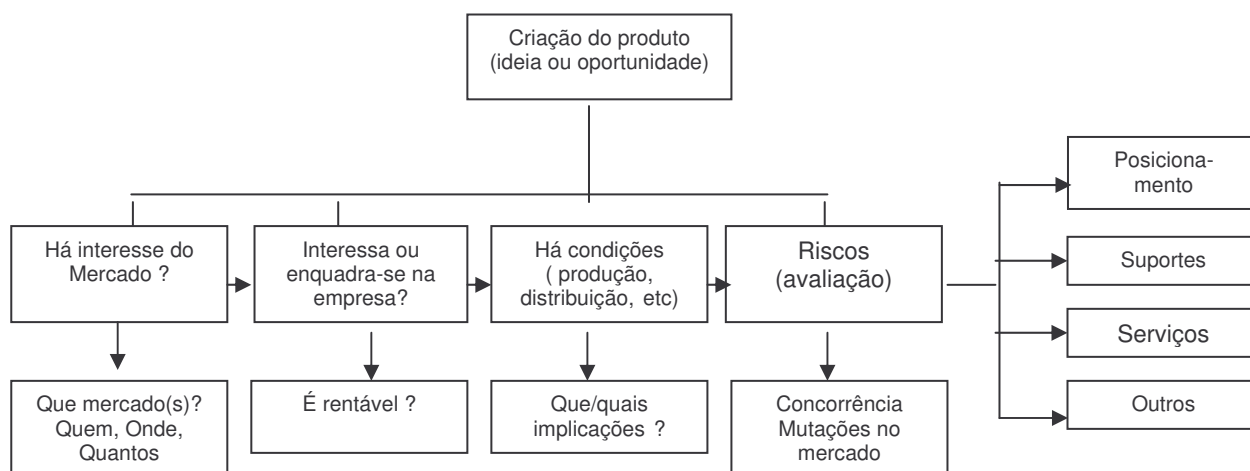 Criação do produto
(ideia ou oportunidade)
Posiciona-
mento
Há interesse do
Mercado ?
Interessa ou
enquadra-se na
empresa?
Há condições
( produção,
distribuição, etc)
Riscos
(avaliação)
Suportes
Serviços
Outros
Que mercado(s)?
Quem, Onde,
Quantos
É rentável ?
Que/quais
implicações ?
Concorrência
Mutações no
mercado